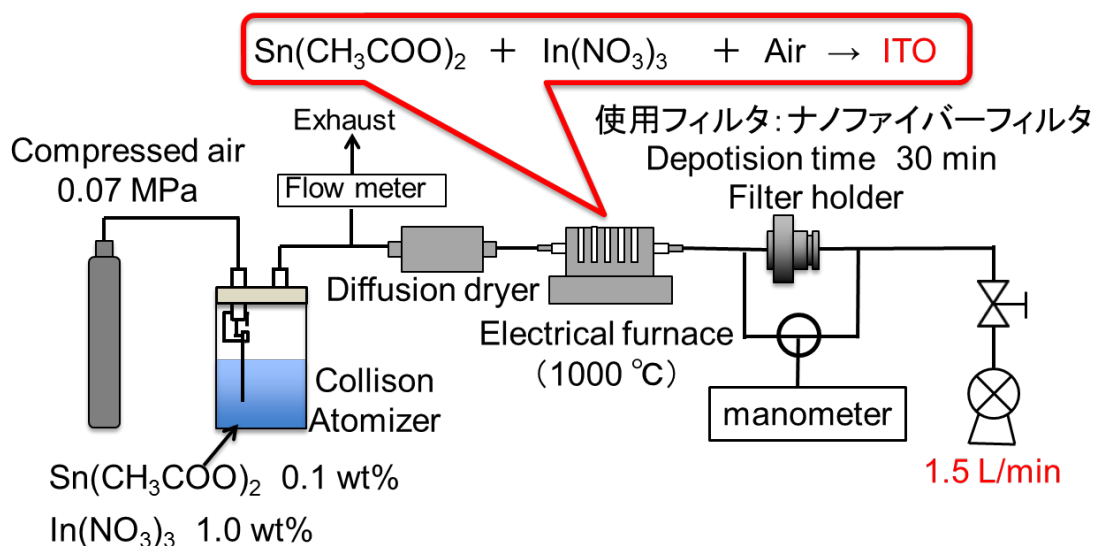 Sn(CH₃COO)₂ + In(NO₃)₃ + Air → ITO
Exhaust
使用フィルタ：ナノファイバーフィルタ
Compressed air
0.07 MPa
Flow meter
Depotision time 30 min
Filter holder
Diffusion dryer
Electrical furnace
（1000 ℃）
Collison
Atomizer
manometer
Sn(CH₃COO)₂ 0.1 wt%
In(NO₃)₃ 1.0 wt%
1.5 L/min